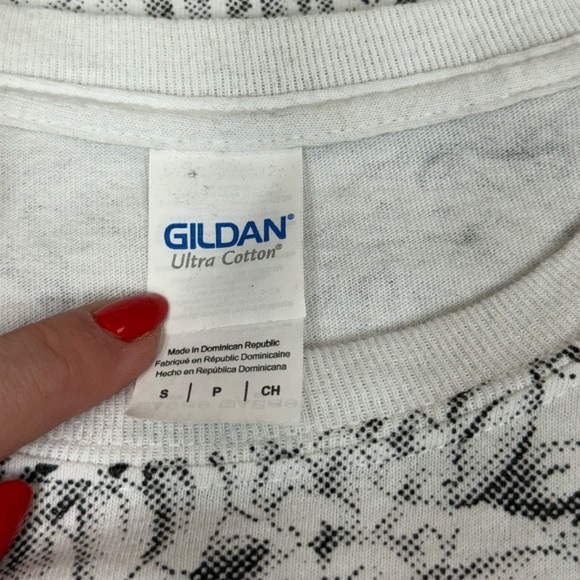 GILDAN®
Ultra Cotton®
Made in Dominican Republic
Fabriqué en République Dominicaine
Hecho en República Dominicana
S | P | CH